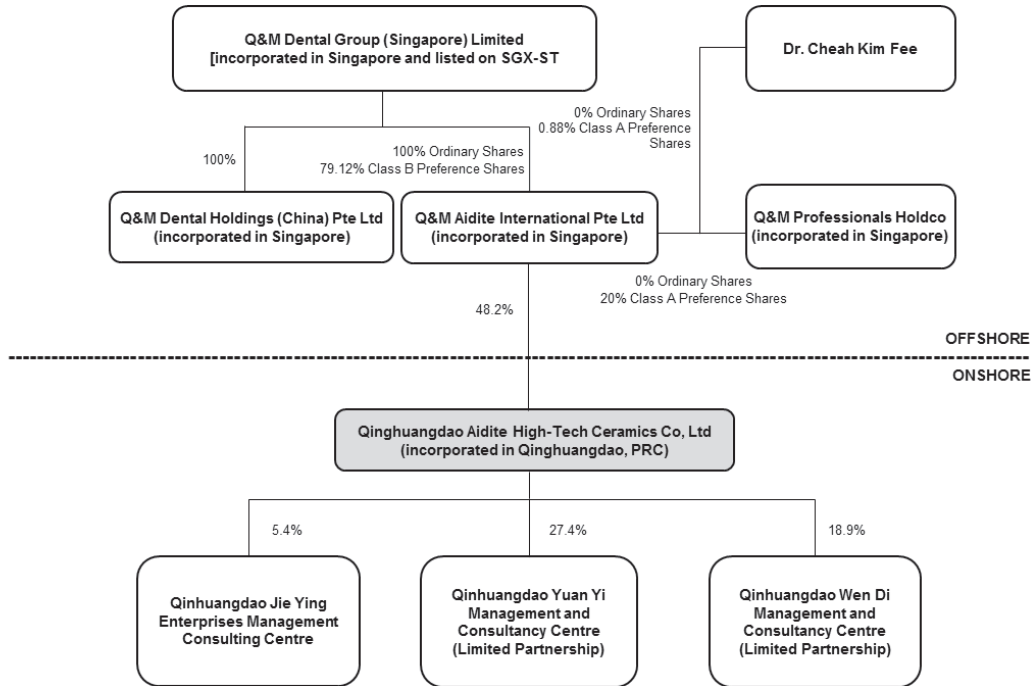 Q&M Dental Group (Singapore) Limited
[incorporated in Singapore and listed on SGX-ST
Dr. Cheah Kim Fee
0% Ordinary Shares
0.88% Class A Preference
Shares
100%
100% Ordinary Shares
79.12% Class B Preference Shares
Q&M Dental Holdings (China) Pte Ltd
(incorporated in Singapore)
Q&M Aidite International Pte Ltd
(incorporated in Singapore)
Q&M Professionals Holdco
(incorporated in Singapore)
0% Ordinary Shares
20% Class A Preference Shares
48.2%
OFFSHORE
ONSHORE
Qinghuangdao Aidite High-Tech Ceramics Co, Ltd
(incorporated in Qinghuangdao, PRC)
5.4%
27.4%
18.9%
Qinhuangdao Jie Ying
Enterprises Management
Consulting Centre
Qinhuangdao Yuan Yi
Management and
Consultancy Centre
(Limited Partnership)
Qinhuangdao Wen Di
Management and
Consultancy Centre
(Limited Partnership)